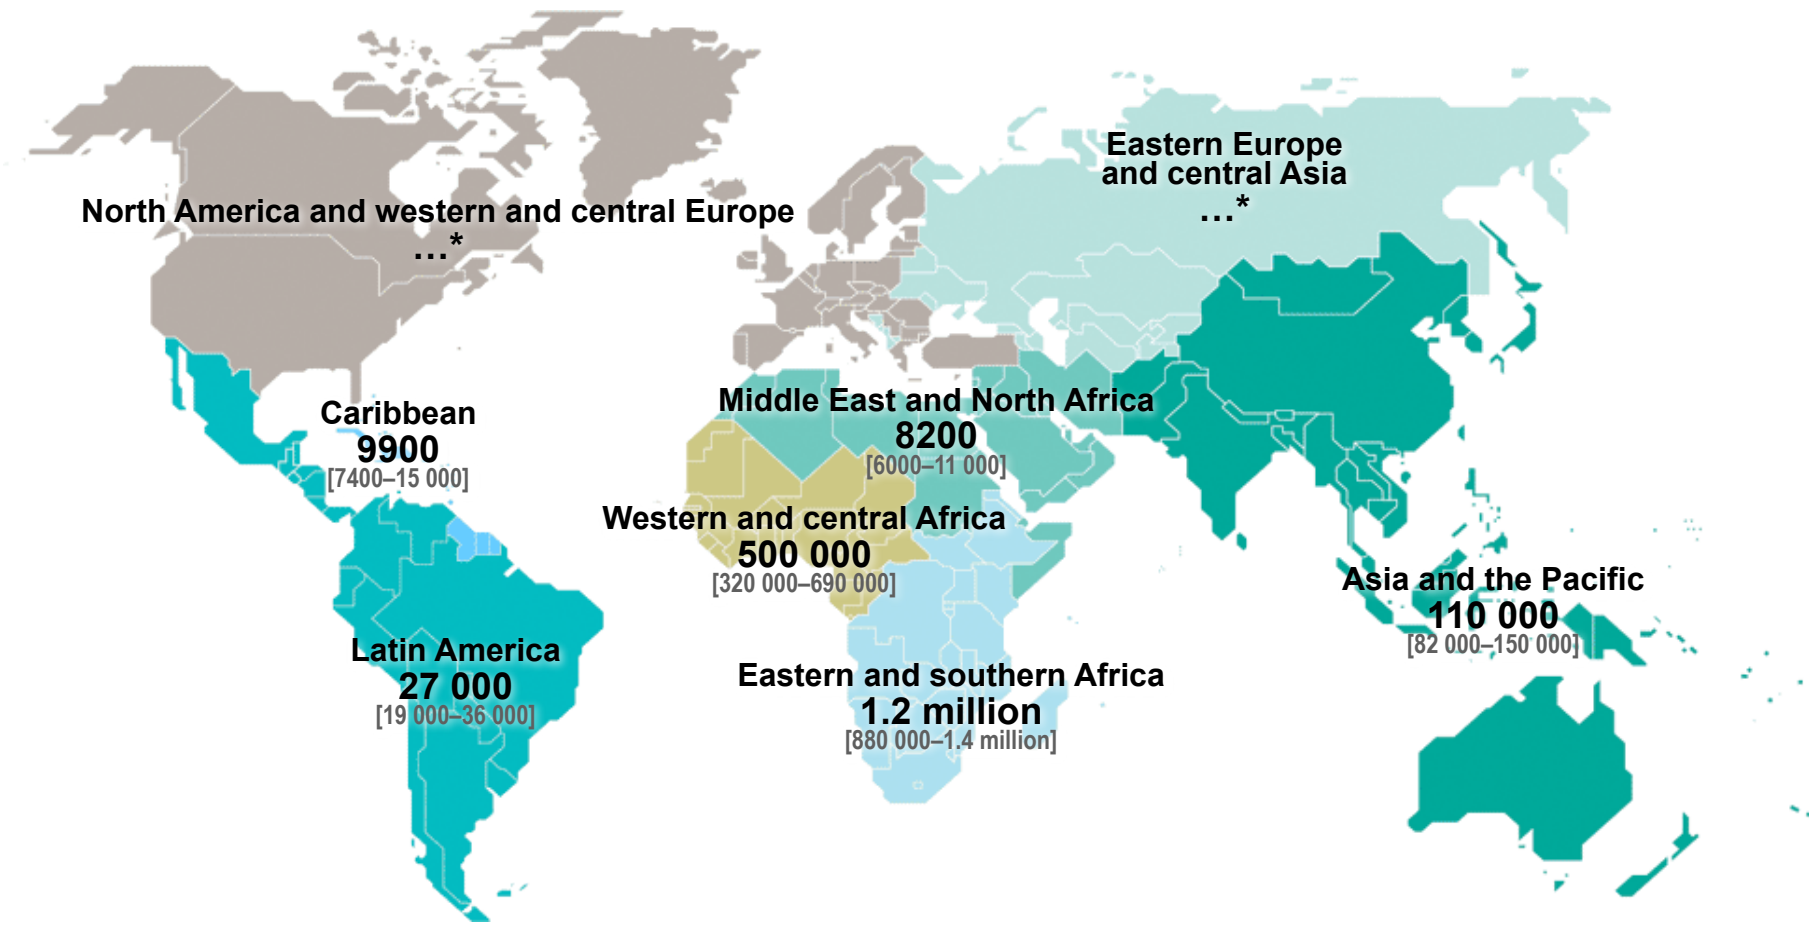 North America and western and central Europe
…*
Eastern Europe
and central Asia
…*
Caribbean
9900
[7400–15 000]
Middle East and North Africa
8200
[6000–11 000]
Western and central Africa
500 000
[320 000–690 000]
Asia and the Pacific
110 000
[82 000–150 000]
Latin America
27 000
[19 000–36 000]
Eastern and southern Africa
1.2 million
[880 000–1.4 million]